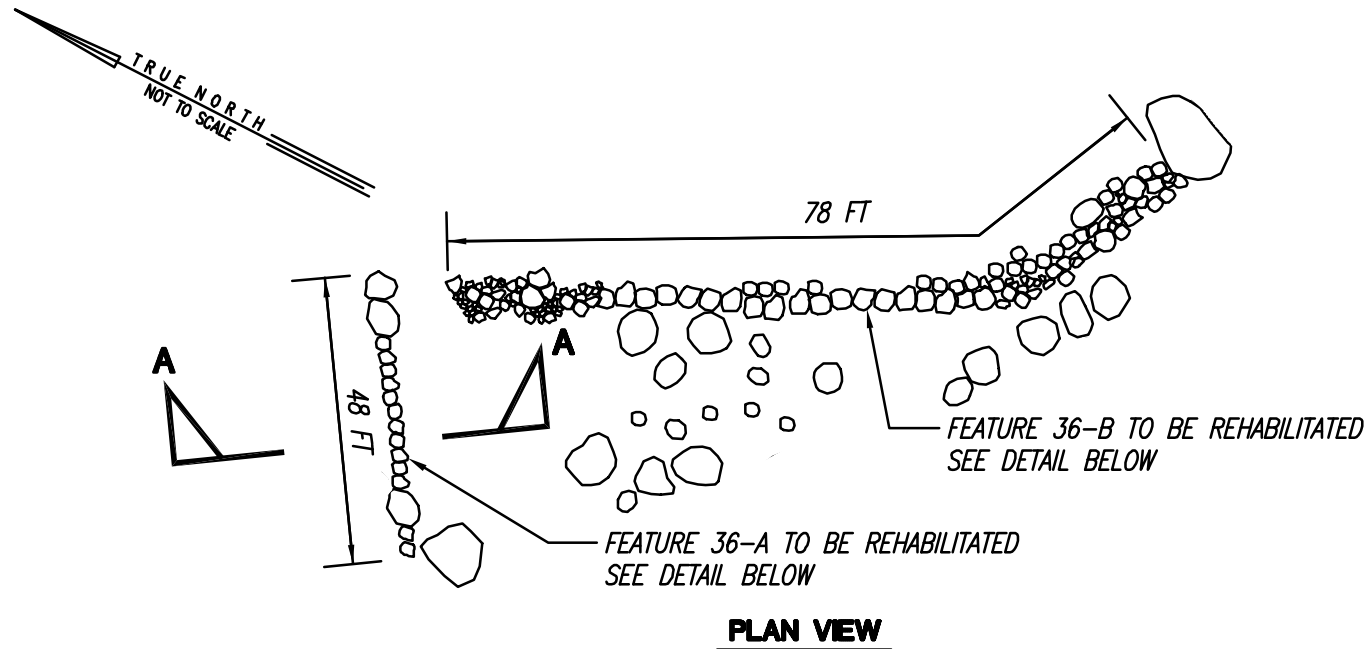 TRUE NORTH
NOT TO SCALE
78 FT
A
A
48 FT
FEATURE 36-B TO BE REHABILITATED
SEE DETAIL BELOW
FEATURE 36-A TO BE REHABILITATED
SEE DETAIL BELOW
PLAN VIEW